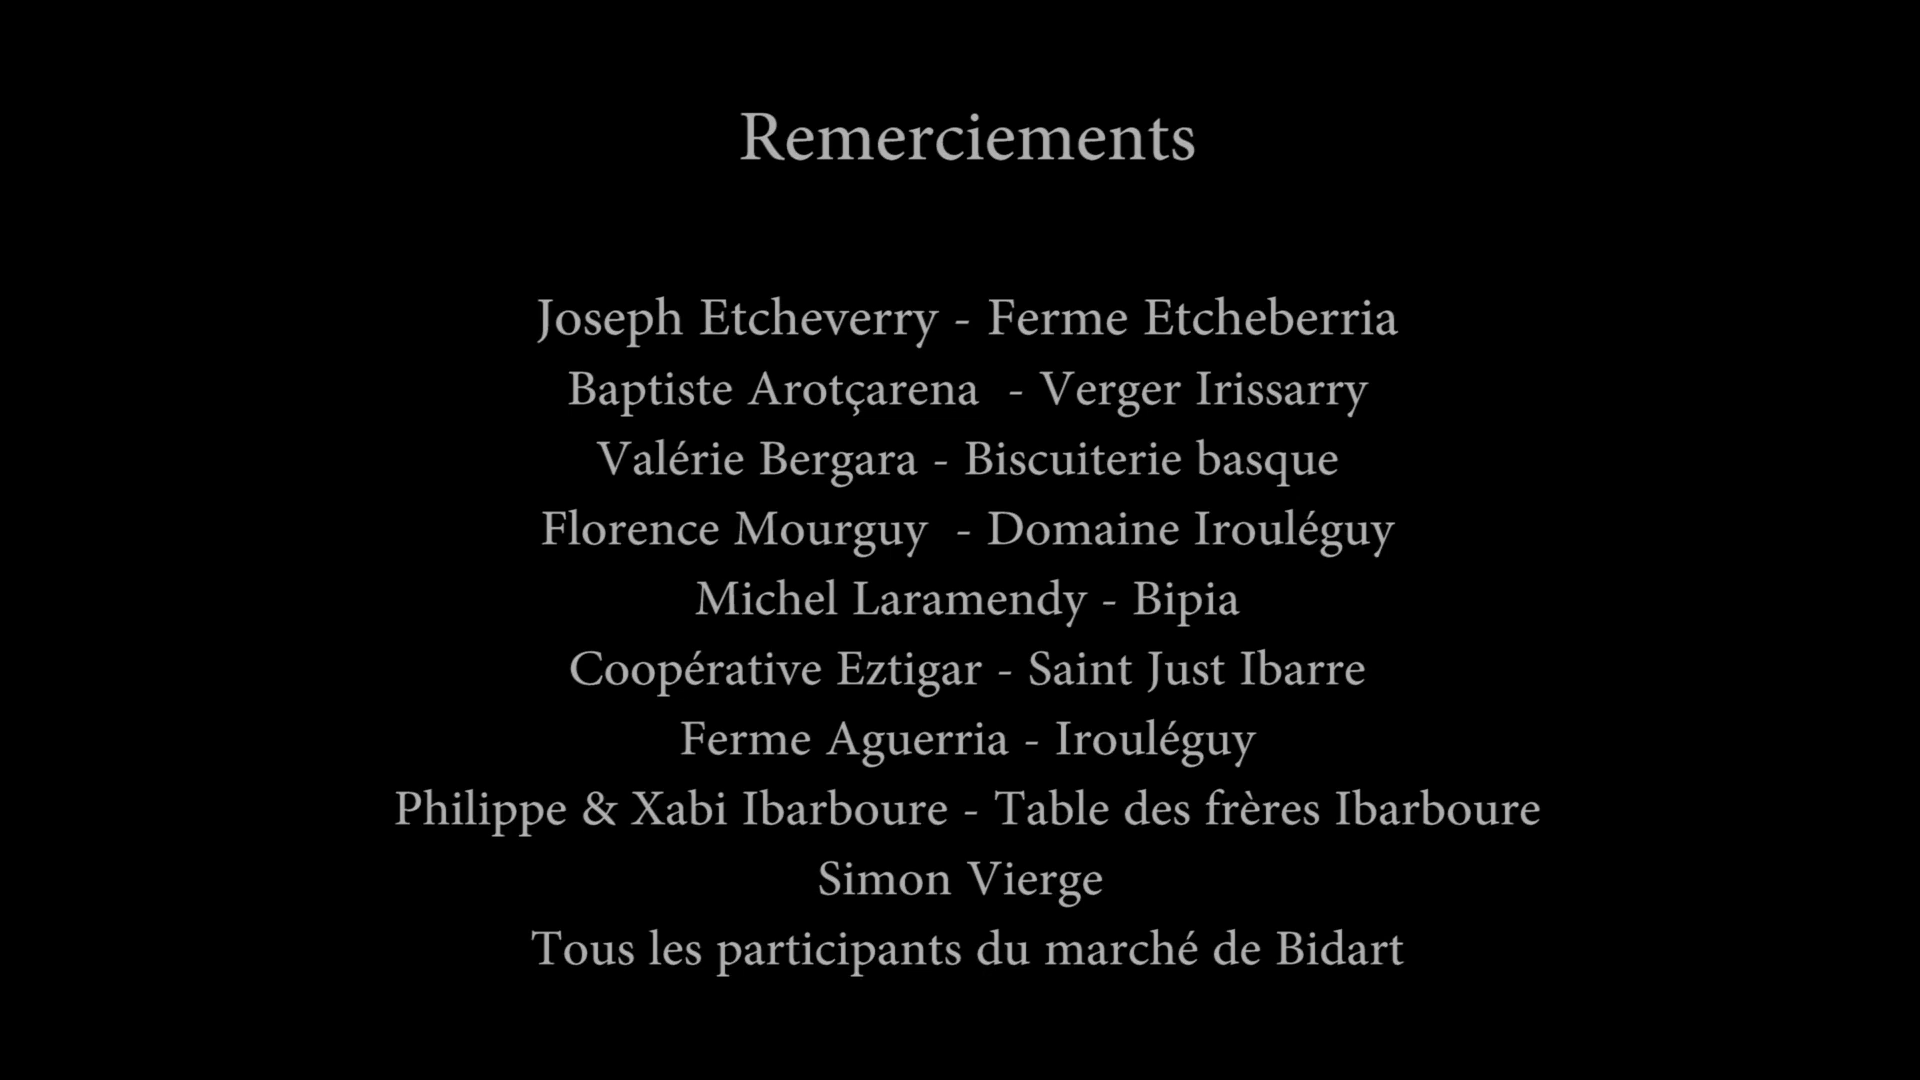 Remerciements
Joseph Etcheverry - Ferme Etcheberria
Baptiste Arotçarena - Verger Irissarry
Valérie Bergara - Biscuiterie basque
Florence Mourguy - Domaine Irouléguy
Michel Laramendy - Bipia
Coopérative Eztigar - Saint Just Ibarre
Ferme Aguerria - Irouléguy
Philippe & Xabi Ibarboure - Table des frères Ibarboure
Simon Vierge
Tous les participants du marché de Bidart